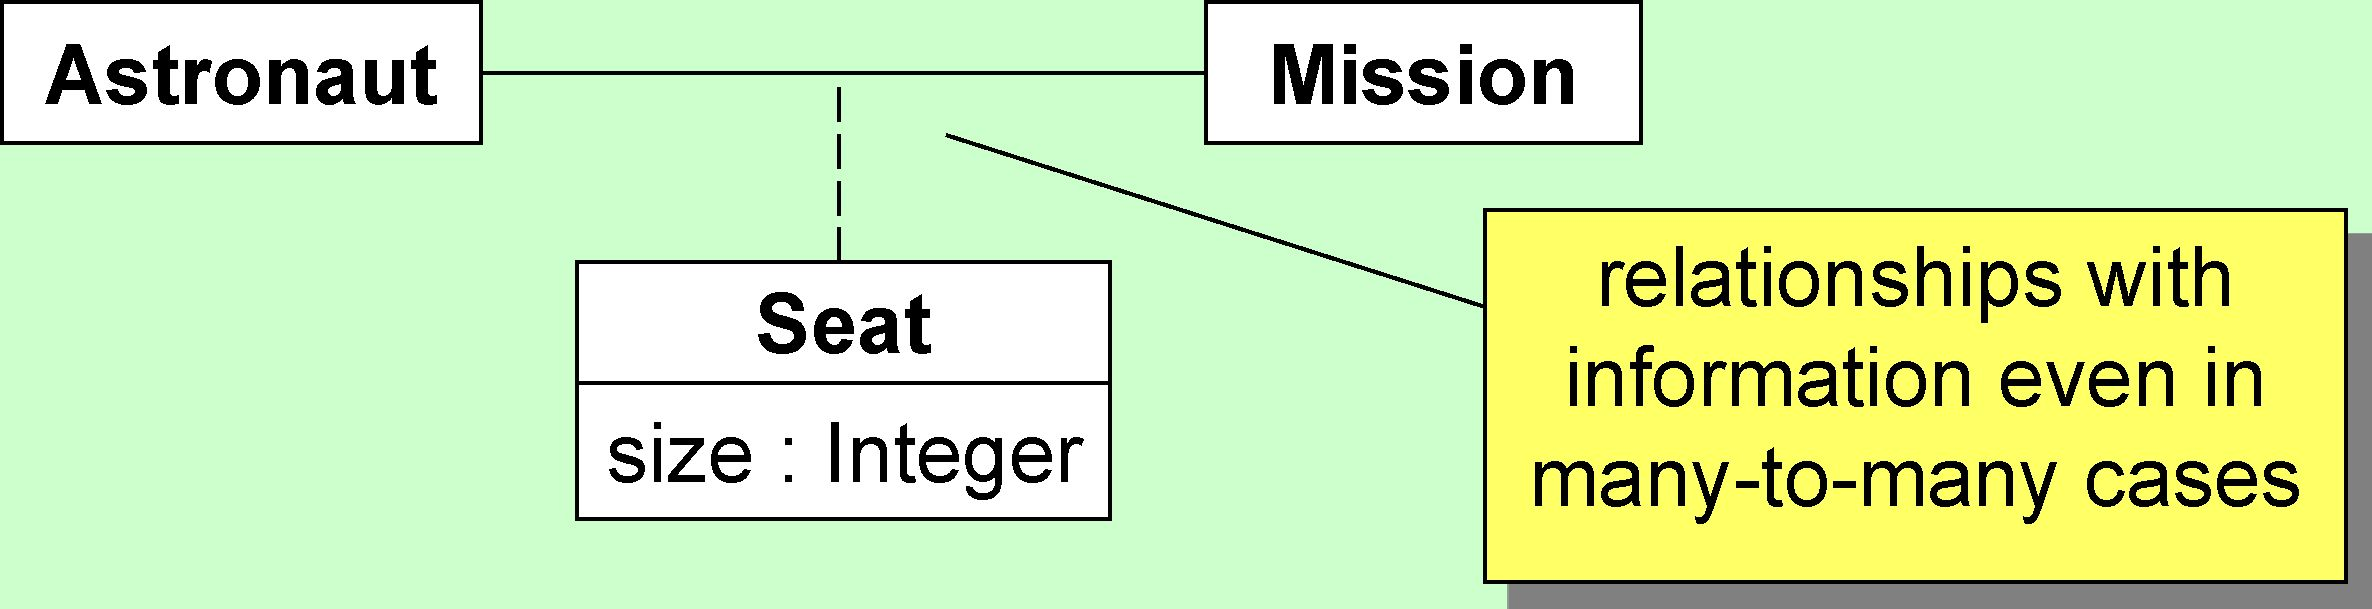 Astronaut
Mission
Seat
size : Integer
relationships with
information even in
many-to-many cases